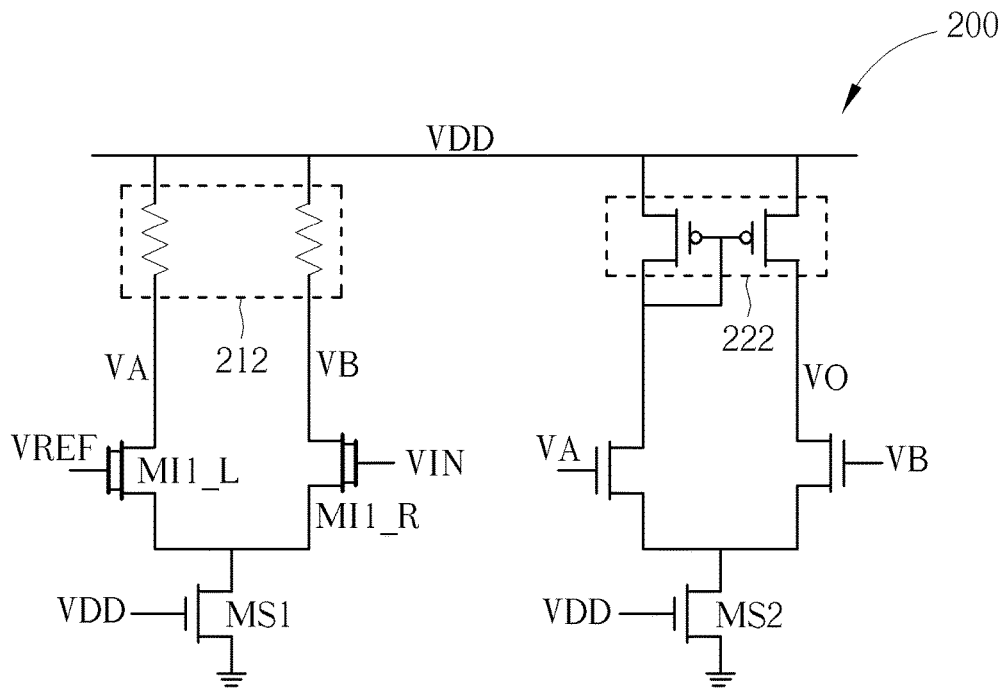 200
VDD
212
222
VA
VB
VO
VREF
MI1_L
VIN
MI1_R
VA
VB
VDD
MS1
VDD
MS2